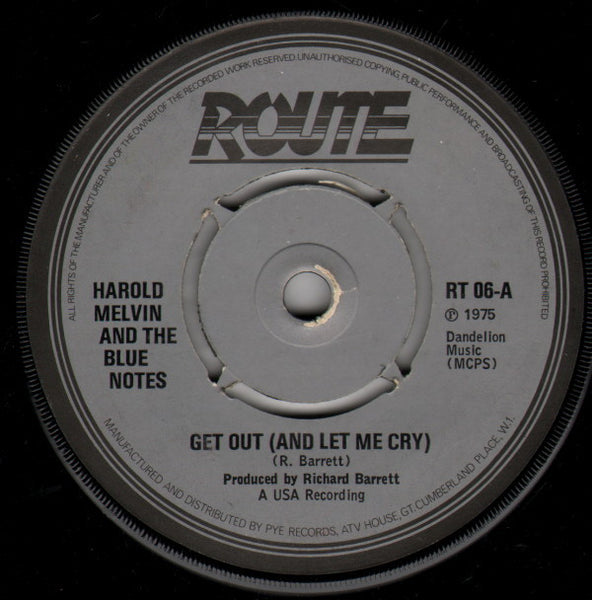 ALL RIGHTS OF THE MANUFACTURER AND OF THE OWNER OF THE RECORDED WORK RESERVED. UNAUTHORISED COPYING, PUBLIC PERFORMANCE AND BROADCASTING OF THIS RECORD PROHIBITED
ROUTE
HAROLD
MELVIN
AND THE
BLUE
NOTES
RT 06-A
Ⓟ 1975
Dandelion
Music
(MCPS)
GET OUT (AND LET ME CRY)
(R. Barrett)
Produced by Richard Barrett
A USA Recording
MANUFACTURED AND DISTRIBUTED BY PYE RECORDS, ATV HOUSE, GT. CUMBERLAND PLACE, W.1.